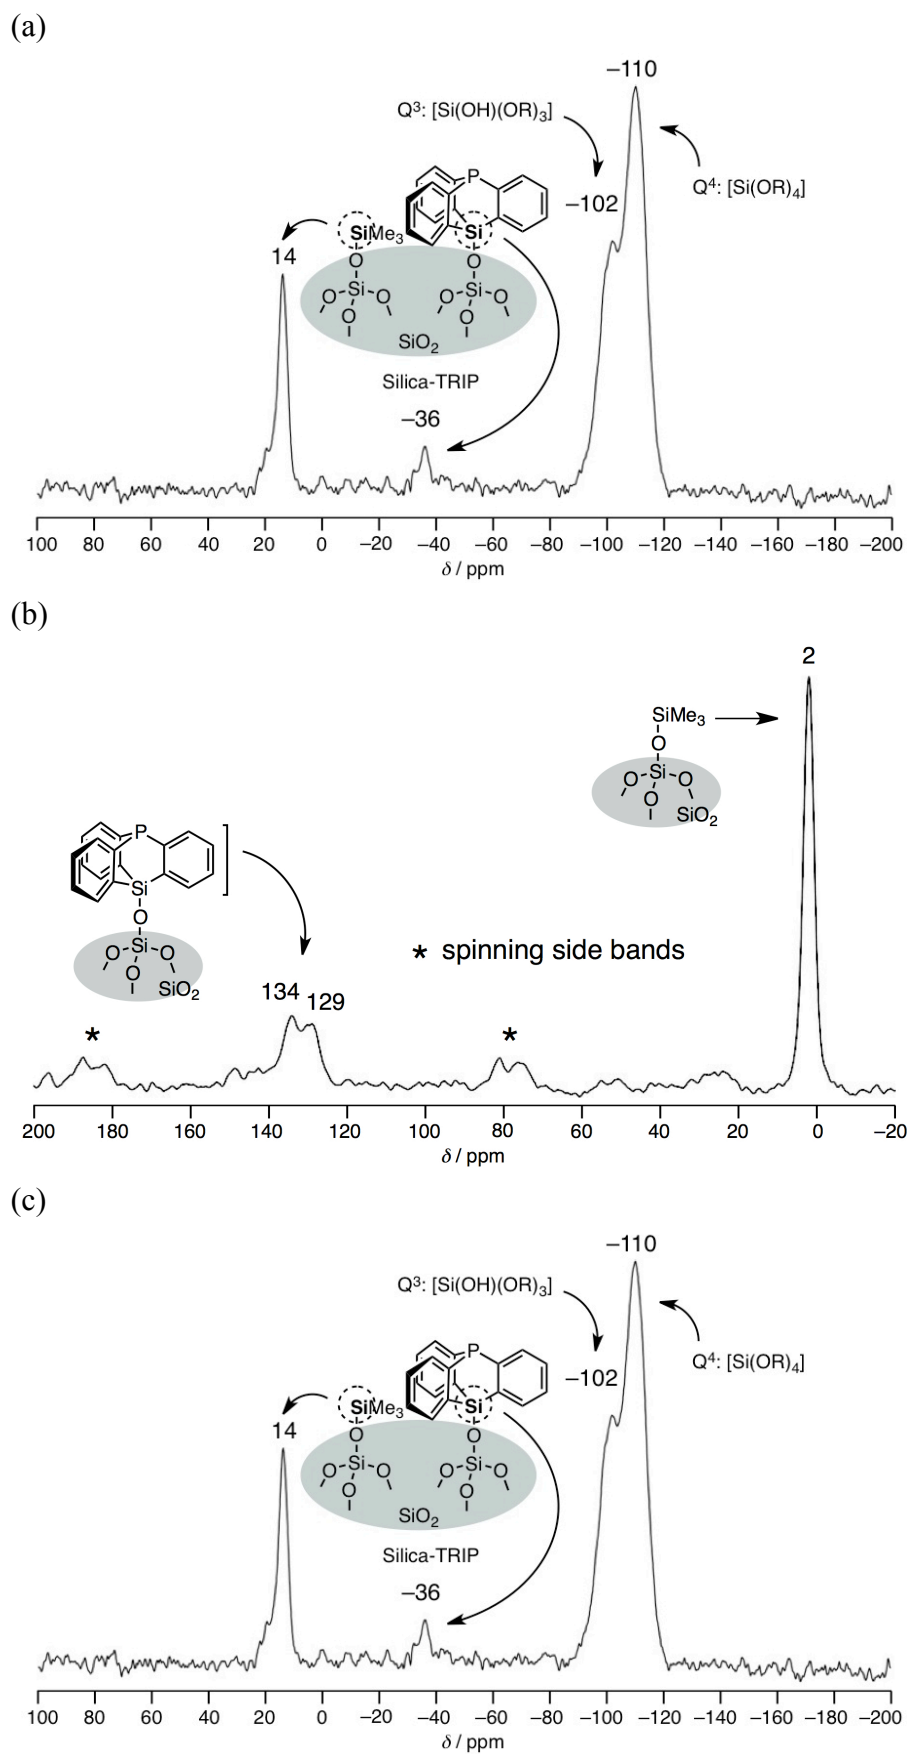 (a)
–110
Q³: [Si(OH)(OR)₃]
Q⁴: [Si(OR)₄]
–102
P
SiMe₃
Si
14
O
O
Si
Si
O
O
O
O
O
O
SiO₂
Silica-TRIP
–36
100 80 60 40 20 0 –20 –40 –60 –80 –100 –120 –140 –160 –180 –200
δ / ppm
(b)
2
SiMe₃
O
Si
O
O
O
SiO₂
P
Si
O
Si
O
O
O
SiO₂
* spinning side bands
134
129
*
*
200 180 160 140 120 100 80 60 40 20 0 –20
δ / ppm
(c)
–110
Q³: [Si(OH)(OR)₃]
Q⁴: [Si(OR)₄]
–102
P
SiMe₃
Si
14
O
O
Si
Si
O
O
O
O
O
O
SiO₂
Silica-TRIP
–36
100 80 60 40 20 0 –20 –40 –60 –80 –100 –120 –140 –160 –180 –200
δ / ppm